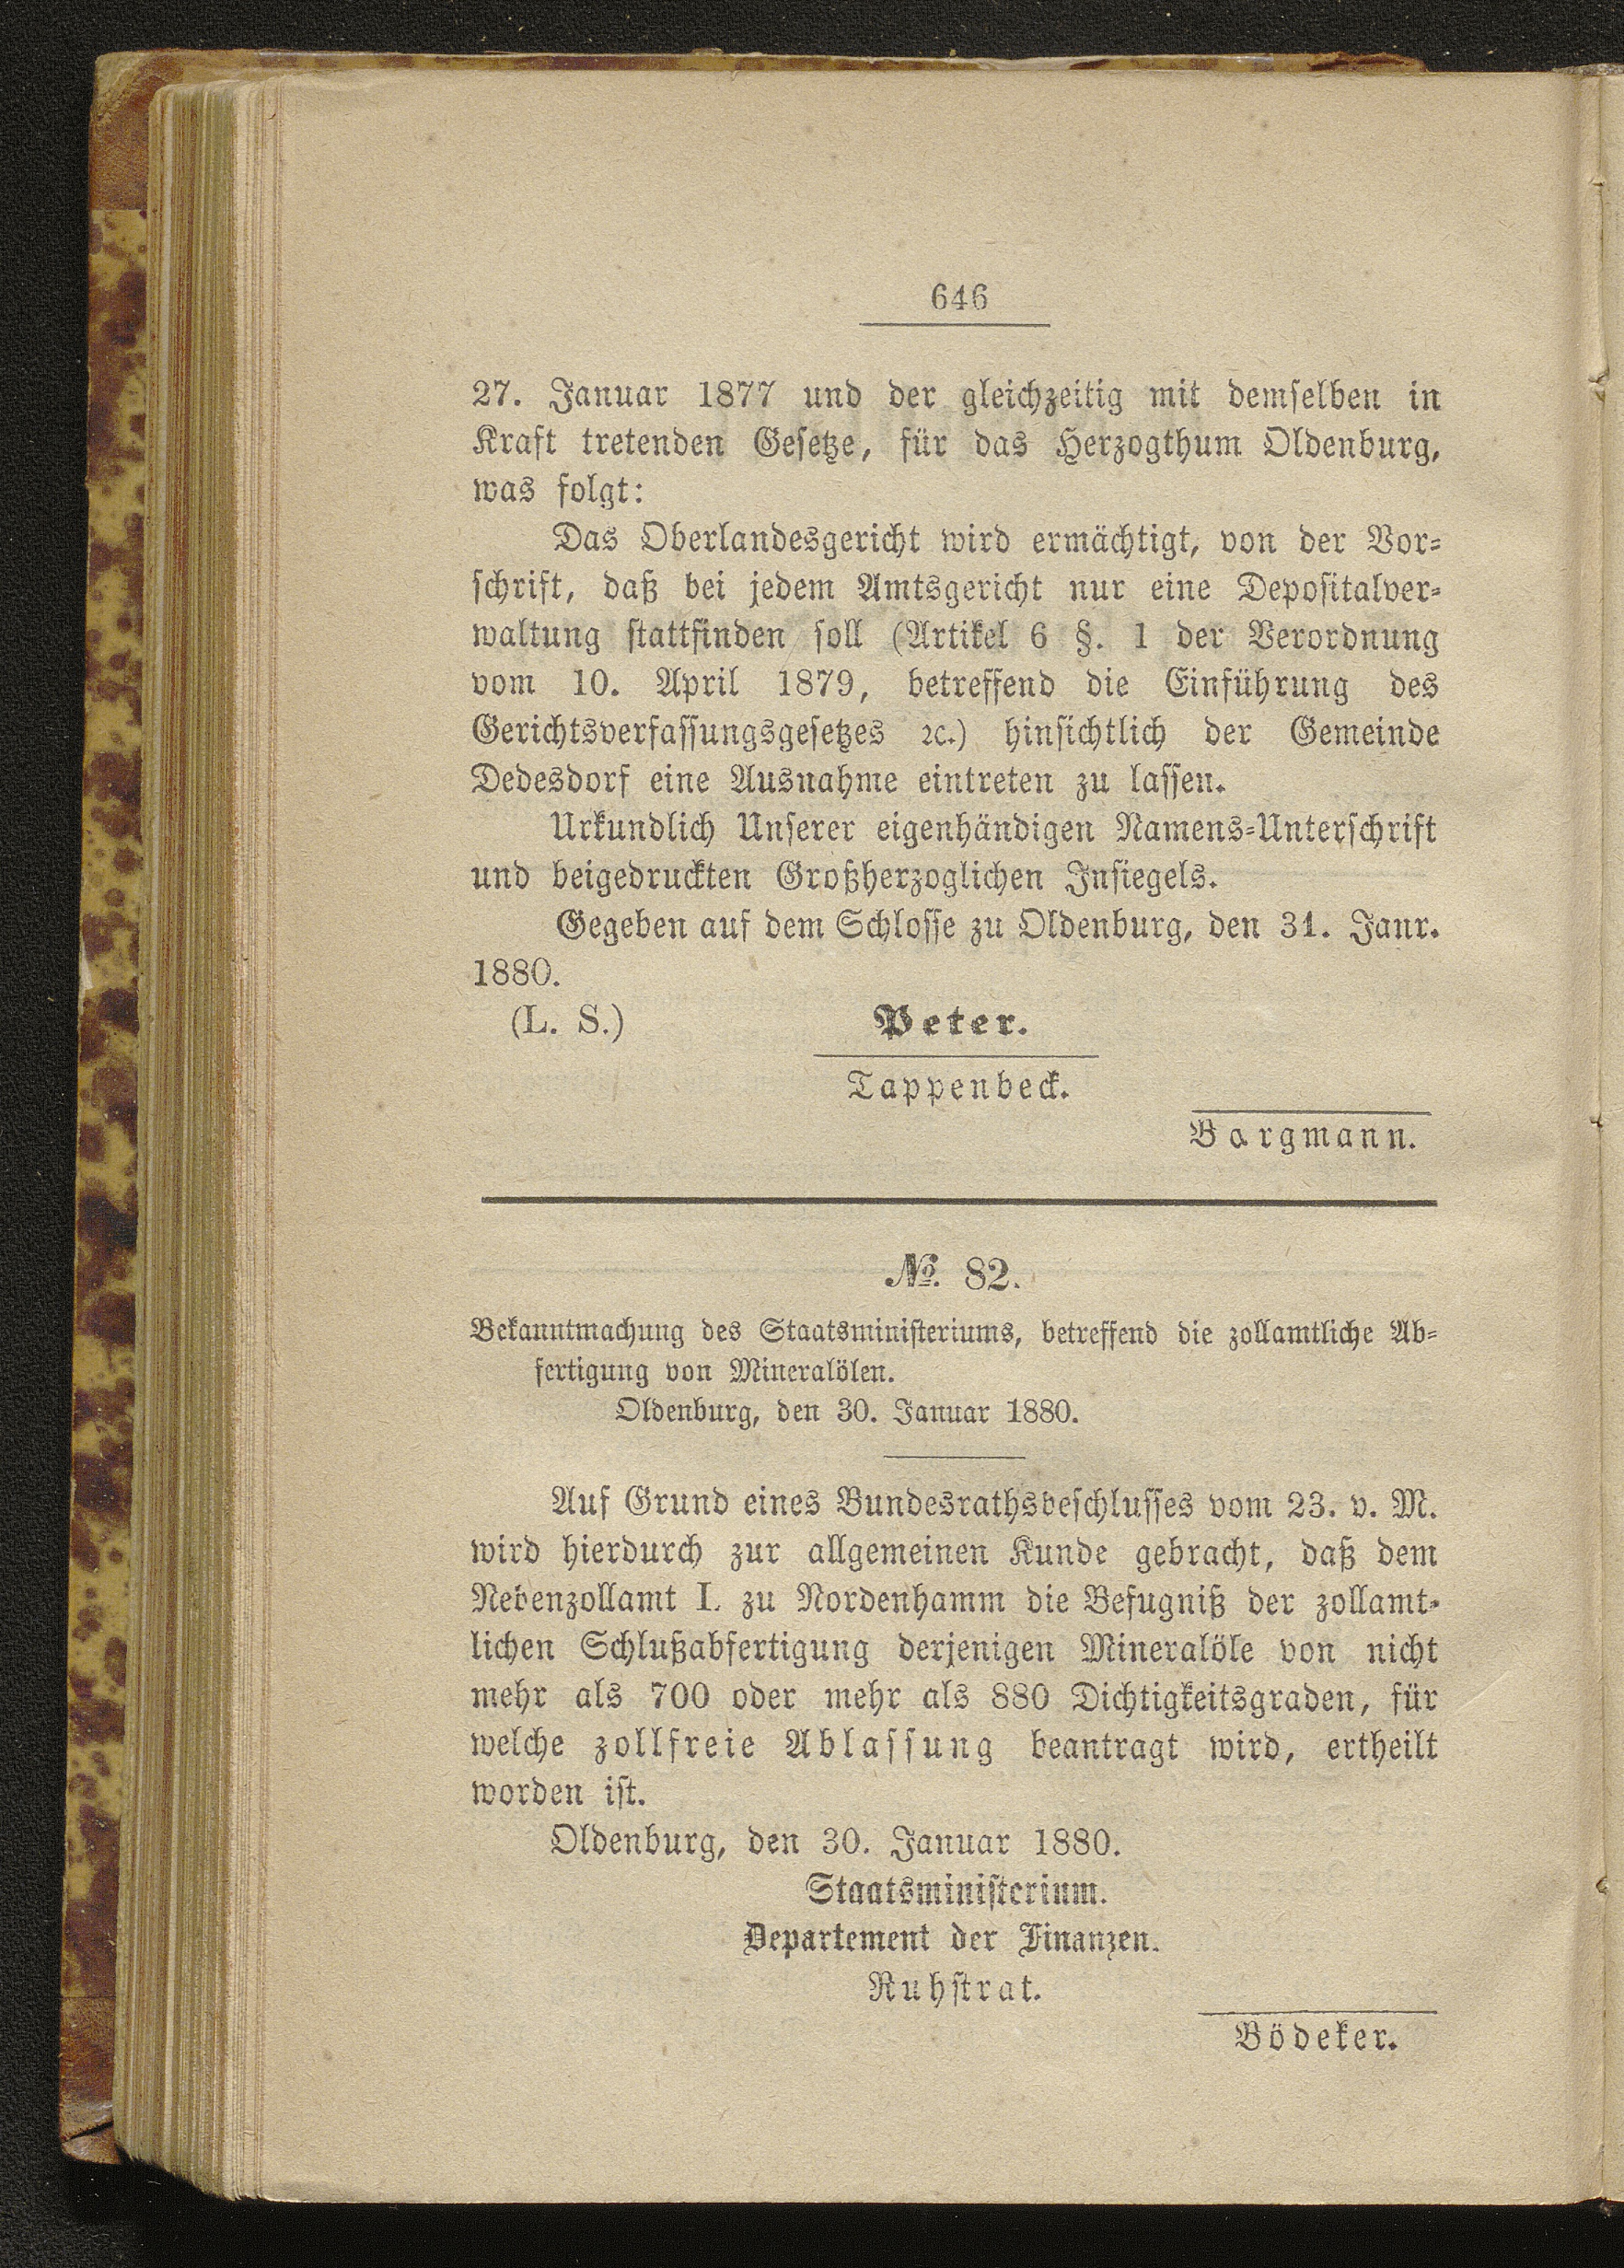 646
27. Januar 1877 und der gleichzeitig mit demselben in
Kraft tretenden Gesetze, für das Herzogthum Oldenburg,
was folgt:
Das Oberlandesgericht wird ermächtigt, von der Vor-
schrift, daß bei jedem Amtsgericht nur eine Depositalver-
waltung stattfinden soll (Artikel 6 §. 1 der Verordnung
vom 10. April 1879, betreffend die Einführung des
Gerichtsverfassungsgesetzes ꝛc.) hinsichtlich der Gemeinde
Dedesdorf eine Ausnahme eintreten zu lassen.
Urkundlich Unserer eigenhändigen Namens-Unterschrift
und beigedruckten Großherzoglichen Insiegels.
Gegeben auf dem Schlosse zu Oldenburg, den 31. Janr.
1880.
(L. S.) Peter.
Tappenbeck.
Bargmann.
№. 82.
Bekanntmachung des Staatsministeriums, betreffend die zollamtliche Ab-
fertigung von Mineralölen.
Oldenburg, den 30. Januar 1880.
Auf Grund eines Bundesrathsbeschlusses vom 23. v. M.
wird hierdurch zur allgemeinen Kunde gebracht, daß dem
Nebenzollamt I. zu Nordenhamm die Befugniß der zollamt-
lichen Schlußabfertigung derjenigen Mineralöle von nicht
mehr als 700 oder mehr als 880 Dichtigkeitsgraden, für
welche zollfreie Ablassung beantragt wird, ertheilt
worden ist.
Oldenburg, den 30. Januar 1880.
Staatsministerium.
Departement der Finanzen.
Ruhstrat.
Bödeker.